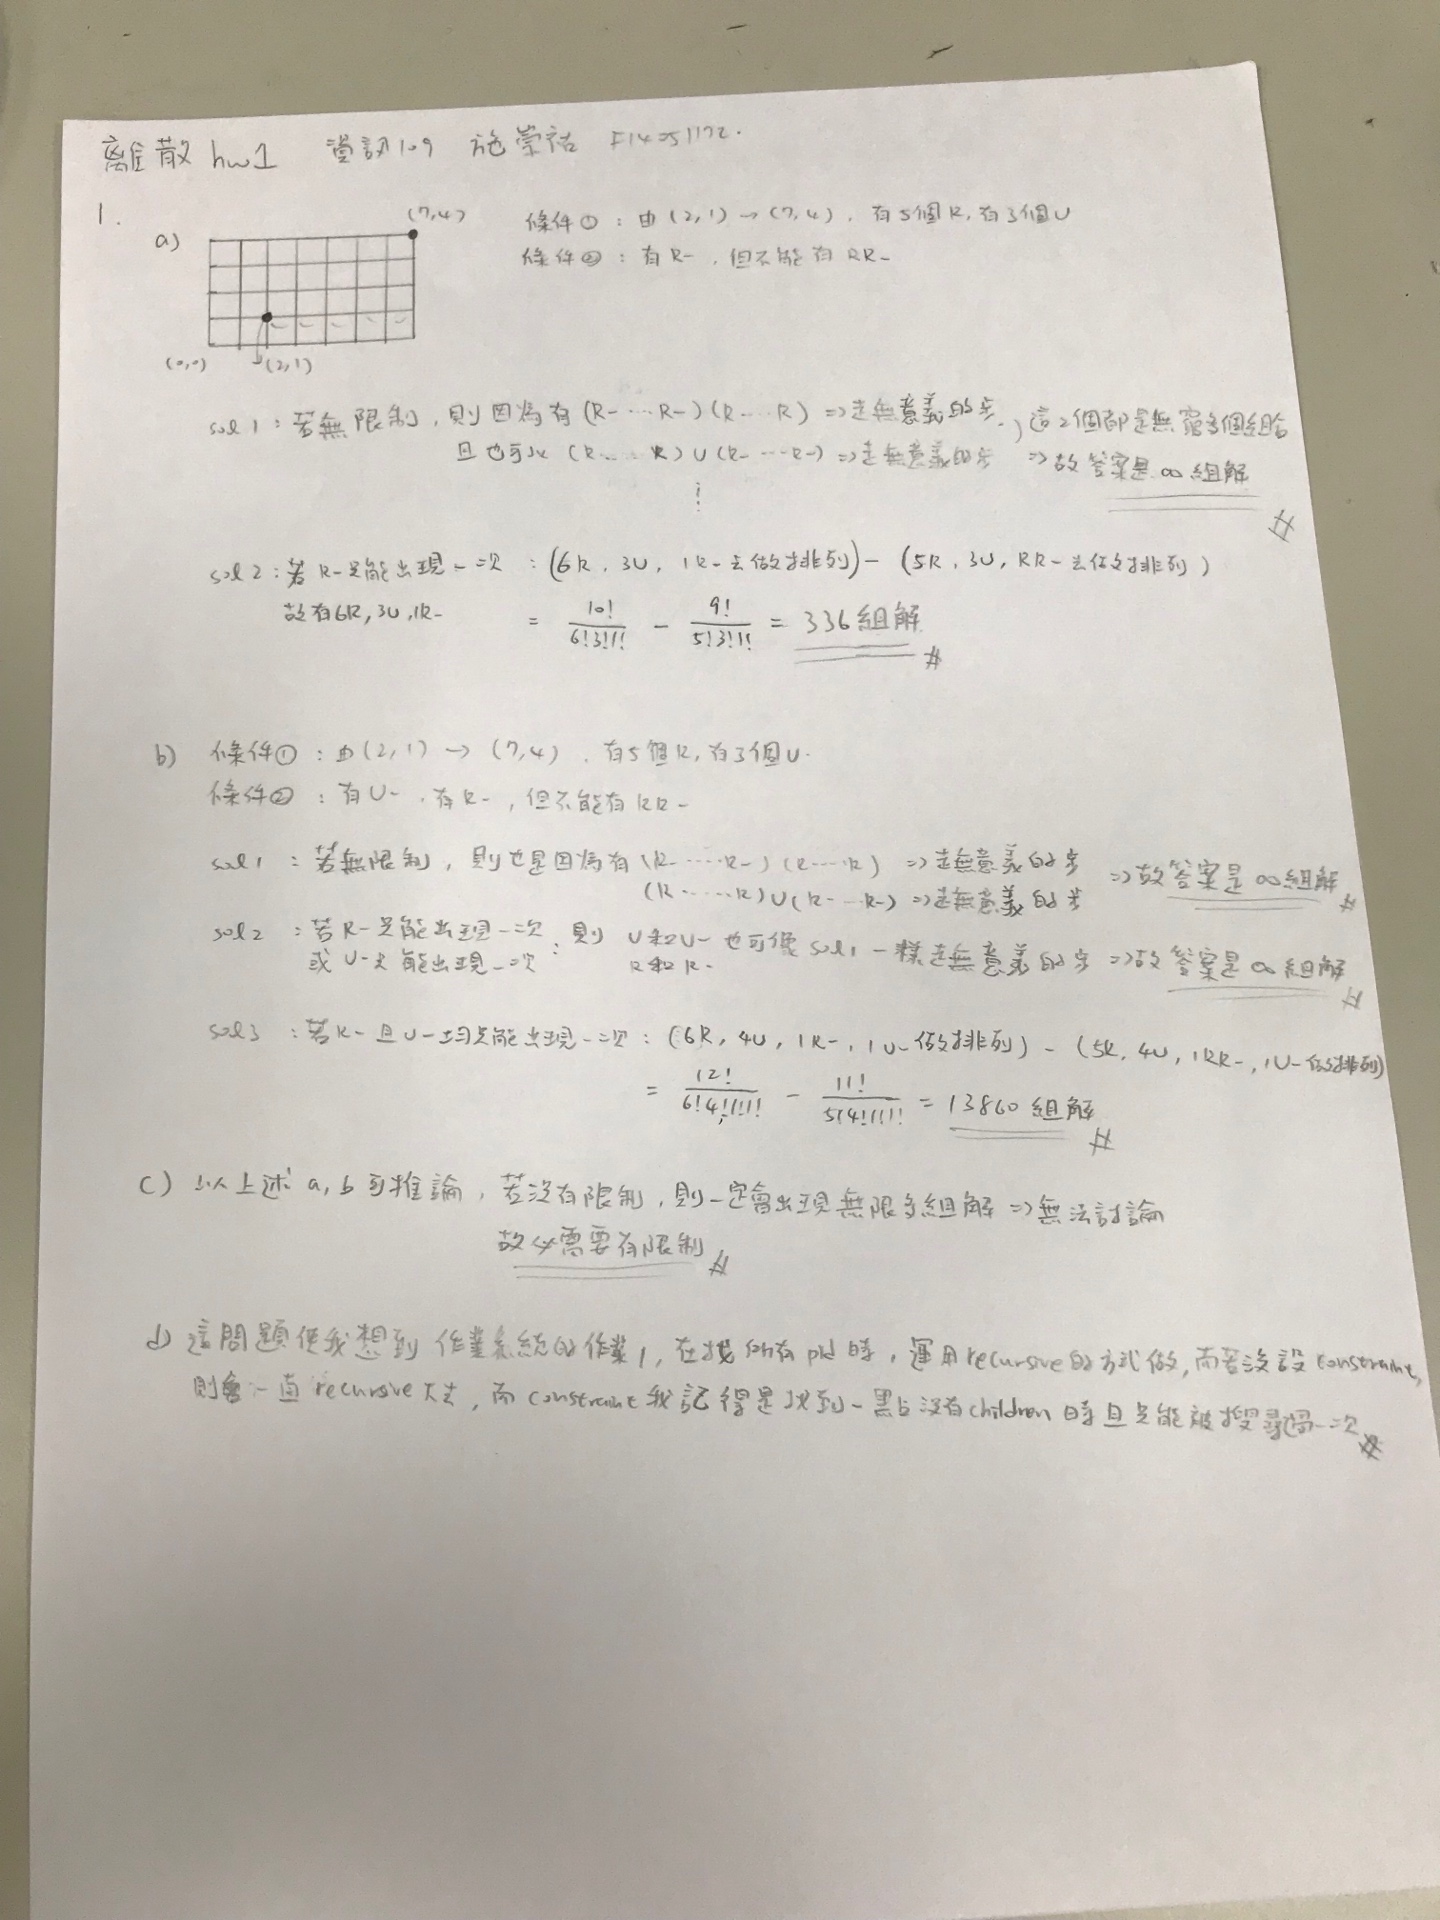 離散 hw1 資訊109 施崇祐 F14051172.
1.
a)
(7,4)
(0,0)
(2,1)
條件① : 由 (2,1) → (7,4) , 有5個R, 有3個U
條件② : 有 R- , 但不能有 RR-
sol 1 : 若無限制, 則因為有 (R- … R-) (R … R) ⇒ 走無意義的步 , 這2個都是無窮多個組合
且也可以 (R … R) U (R- … R-) ⇒ 走無意義的步 ⇒ 故答案是 ∞ 組解
⋮
sol 2 : 若 R- 只能出現一次 : (6R, 3U, 1R- 去做排列) - (5R, 3U, RR- 去做排列)
故有6R, 3U, 1R- = 10!/6!3!1! - 9!/5!3!1! = 336 組解
b) 條件① : 由 (2,1) → (7,4) , 有5個R, 有3個U.
條件② : 有 U- , 有 R- , 但不能有 RR-
sol 1 : 若無限制, 則也是因為有 (R- … R-) (R … R) ⇒ 走無意義的步
(R … R) U (R- … R-) ⇒ 走無意義的步 ⇒ 故答案是 ∞ 組解
sol 2 : 若 R- 只能出現一次 : 則 U和U- 也可像 sol 1 一樣走無意義的步 ⇒ 故答案是 ∞ 組解
或 U- 只能出現一次 R和R-
sol 3 : 若 R- 且 U- 均只能出現一次 : (6R, 4U, 1R-, 1U- 做排列) - (5R, 4U, 1RR-, 1U- 做排列)
= 12!/6!4!1!1! - 11!/5!4!1!1! = 13860 組解
c) 以上述 a, b 可推論, 若沒有限制, 則一定會出現無限多組解 ⇒ 無法討論
故必需要有限制
d) 這問題使我想到 作業系統的作業1, 在找所有 pid 時, 運用 recursive 的方式做, 而若沒設 constraint,
則會一直 recursive 下去, 而 constraint 我記得是找到一點沒有 children 時且只能被搜尋過一次